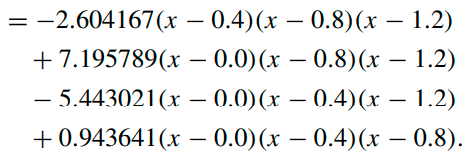 = −2.604167(x − 0.4)(x − 0.8)(x − 1.2)
+ 7.195789(x − 0.0)(x − 0.8)(x − 1.2)
− 5.443021(x − 0.0)(x − 0.4)(x − 1.2)
+ 0.943641(x − 0.0)(x − 0.4)(x − 0.8).